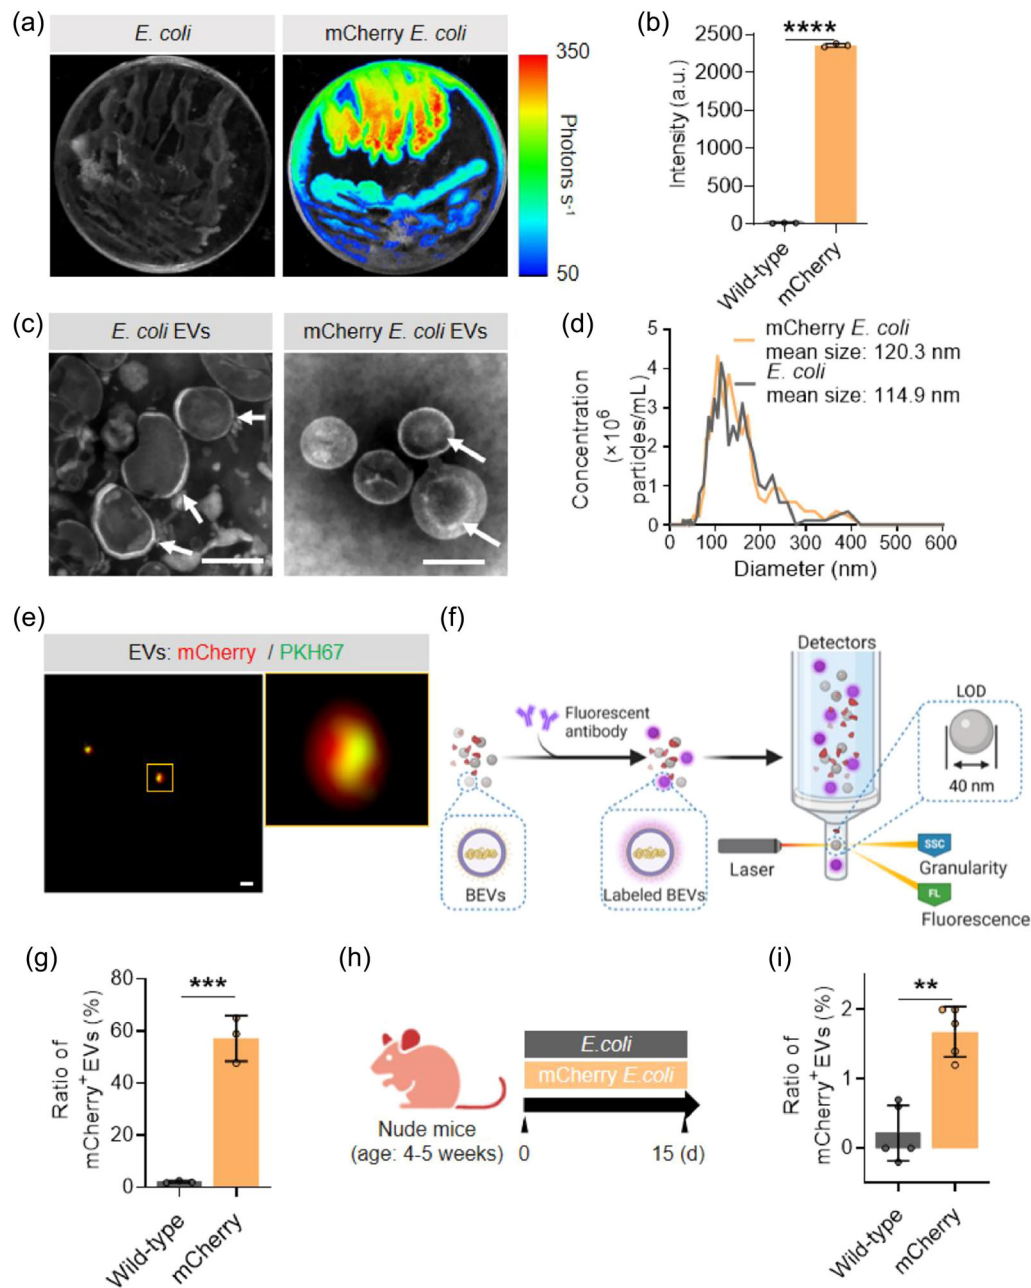 (a)
E. coli
mCherry E. coli
350
Photons s-1
50
(b)
****
Intensity (a.u.)
2500
2000
1500
1000
500
0
Wild-type
mCherry
(c)
E. coli EVs
mCherry E. coli EVs
(d)
Concentration
(×10⁶
particles/mL)
5
4
3
2
1
0
mCherry E. coli
mean size: 120.3 nm
E. coli
mean size: 114.9 nm
0 100 200 300 400 500 600
Diameter (nm)
(e)
EVs: mCherry / PKH67
(f)
Fluorescent
antibody
BEVs
Labeled BEVs
Detectors
LOD
40 nm
Laser
SSC
Granularity
FL
Fluorescence
(g)
***
Ratio of
mCherry⁺EVs (%)
80
60
40
20
0
Wild-type
mCherry
(h)
E.coli
mCherry E.coli
Nude mice
(age: 4-5 weeks)
0
15 (d)
(i)
**
Ratio of
mCherry⁺EVs (%)
2
1
0
Wild-type
mCherry